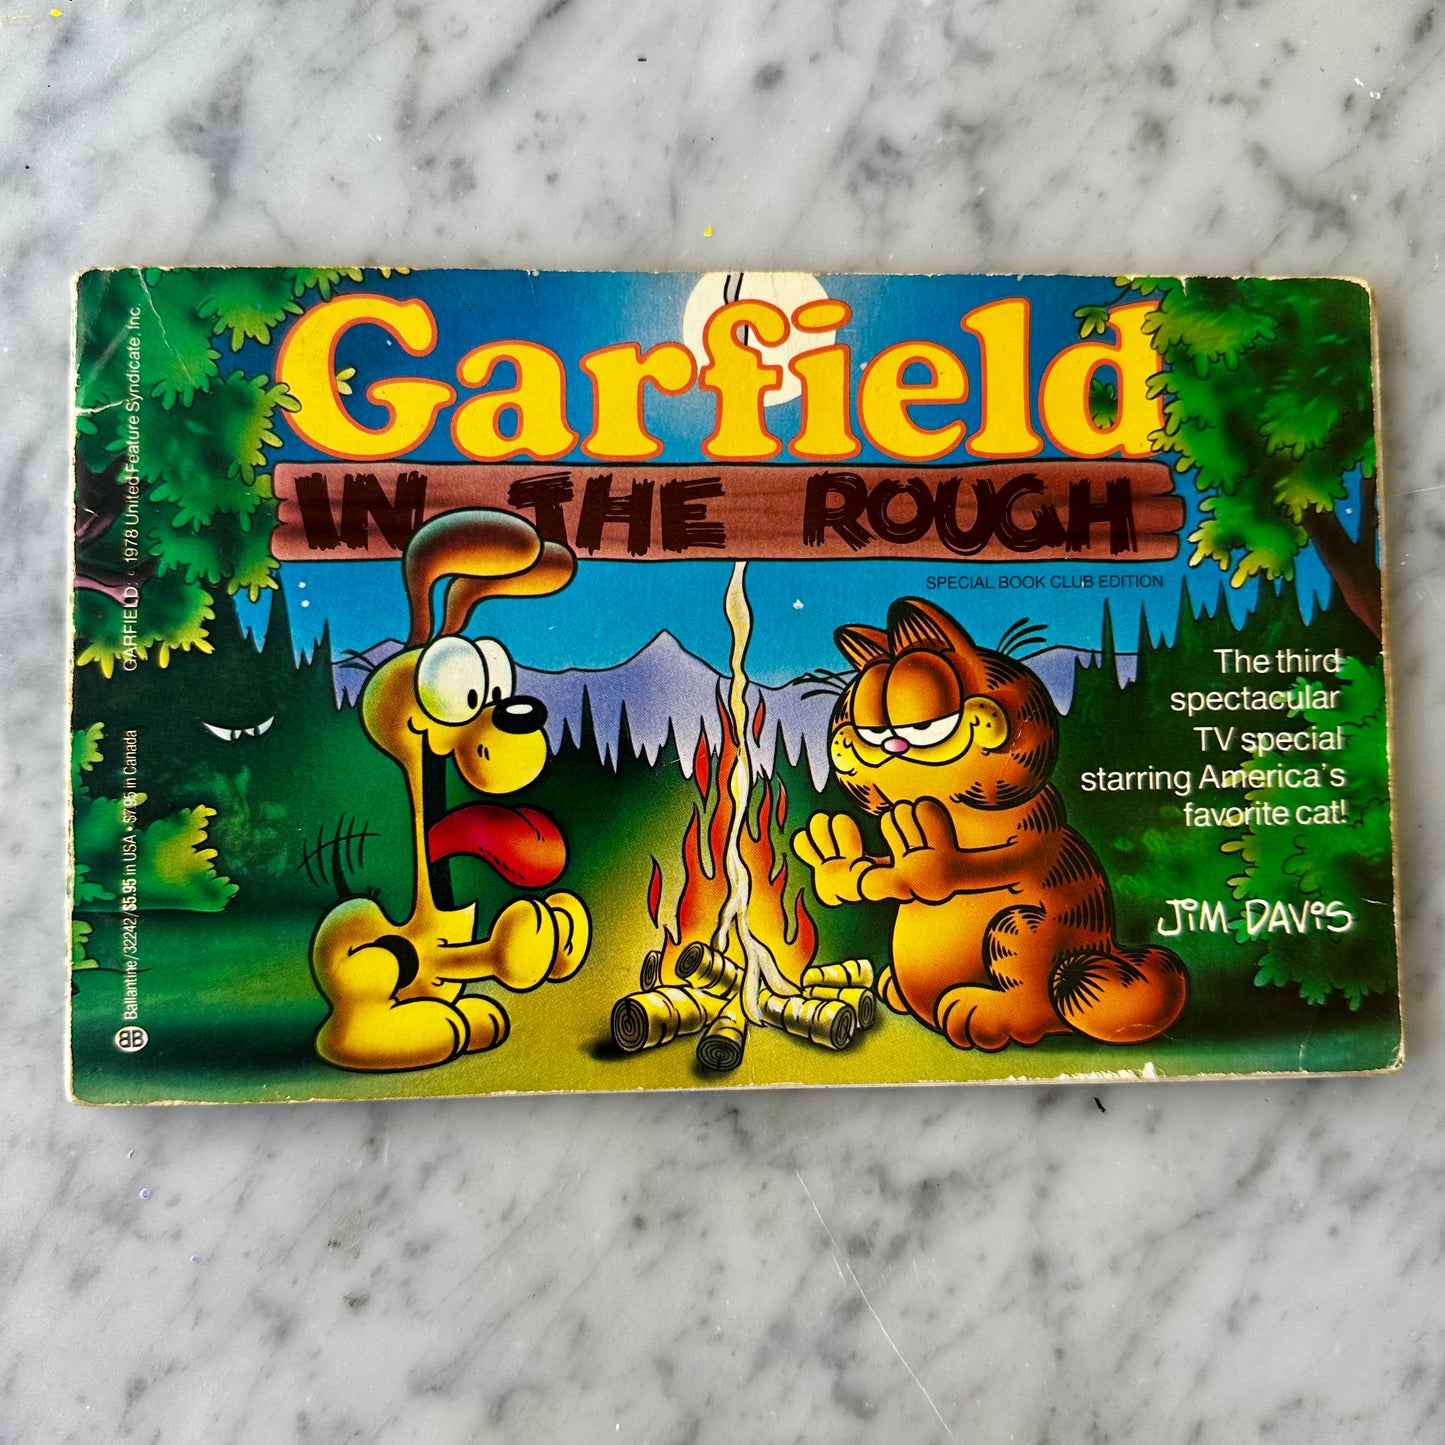 Garfield
IN THE ROUGH
SPECIAL BOOK CLUB EDITION
The third
spectacular
TV special
starring America's
favorite cat!
JIM DAVIS
GARFIELD: © 1978 United Feature Syndicate, Inc.
BB Ballantine/32242/$5.95 in USA • $7.95 in Canada